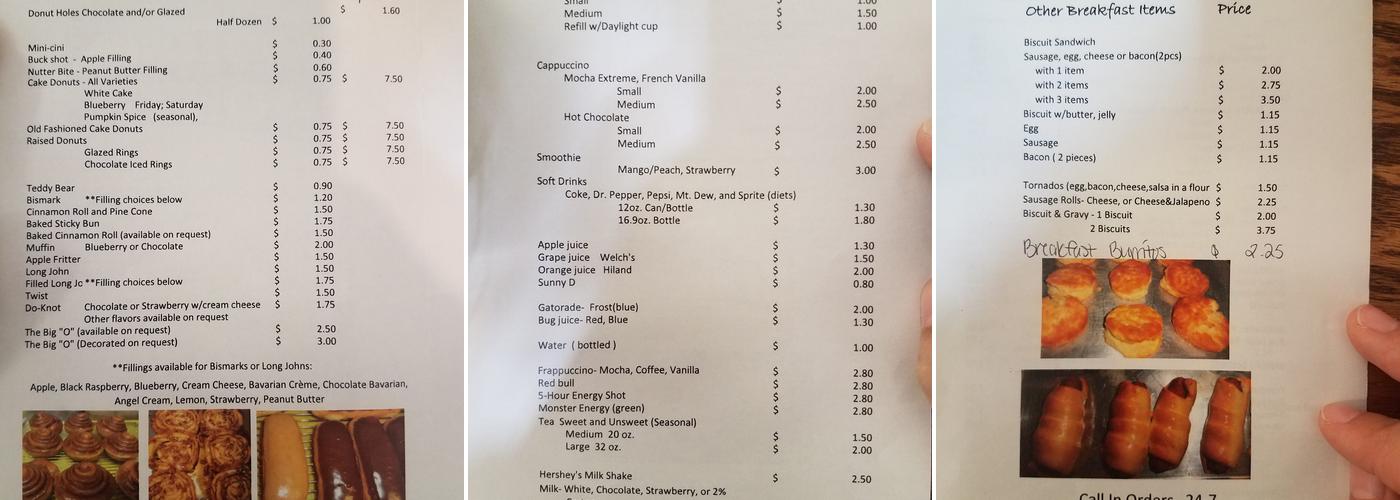 Donut Holes Chocolate and/or Glazed $ 1.60
Half Dozen $ 1.00
Mini-cini $ 0.30
Buck shot - Apple Filling $ 0.40
Nutter Bite - Peanut Butter Filling $ 0.60
Cake Donuts - All Varieties $ 0.75 $ 7.50
White Cake
Blueberry Friday; Saturday
Pumpkin Spice (seasonal),
Old Fashioned Cake Donuts $ 0.75 $ 7.50
Raised Donuts $ 0.75 $ 7.50
Glazed Rings $ 0.75 $ 7.50
Chocolate Iced Rings $ 0.75 $ 7.50
Teddy Bear $ 0.90
Bismark **Filling choices below $ 1.20
Cinnamon Roll and Pine Cone $ 1.50
Baked Sticky Bun $ 1.75
Baked Cinnamon Roll (available on request) $ 1.50
Muffin Blueberry or Chocolate $ 2.00
Apple Fritter $ 1.50
Long John $ 1.50
Filled Long Jo **Filling choices below $ 1.75
Twist $ 1.50
Do-Knot Chocolate or Strawberry w/cream cheese $ 1.75
Other flavors available on request
The Big "O" (available on request) $ 2.50
The Big "O" (Decorated on request) $ 3.00
**Fillings available for Bismarks or Long Johns:
Apple, Black Raspberry, Blueberry, Cream Cheese, Bavarian Crème, Chocolate Bavarian,
Angel Cream, Lemon, Strawberry, Peanut Butter
Small $ 1.00
Medium $ 1.50
Refill w/Daylight cup $ 1.00
Cappuccino
Mocha Extreme, French Vanilla
Small $ 2.00
Medium $ 2.50
Hot Chocolate
Small $ 2.00
Medium $ 2.50
Smoothie
Mango/Peach, Strawberry $ 3.00
Soft Drinks
Coke, Dr. Pepper, Pepsi, Mt. Dew, and Sprite (diets)
12oz. Can/Bottle $ 1.30
16.9oz. Bottle $ 1.80
Apple juice $ 1.30
Grape juice Welch's $ 1.50
Orange juice Hiland $ 2.00
Sunny D $ 0.80
Gatorade- Frost(blue) $ 2.00
Bug juice- Red, Blue $ 1.30
Water ( bottled ) $ 1.00
Frappuccino- Mocha, Coffee, Vanilla $ 2.80
Red bull $ 2.80
5-Hour Energy Shot $ 2.80
Monster Energy (green) $ 2.80
Tea Sweet and Unsweet (Seasonal)
Medium 20 oz. $ 1.50
Large 32 oz. $ 2.00
Hershey's Milk Shake $ 2.50
Milk- White, Chocolate, Strawberry, or 2%
Other Breakfast Items Price
Biscuit Sandwich
Sausage, egg, cheese or bacon(2pcs)
with 1 item $ 2.00
with 2 items $ 2.75
with 3 items $ 3.50
Biscuit w/butter, jelly $ 1.15
Egg $ 1.15
Sausage $ 1.15
Bacon ( 2 pieces) $ 1.15
Tornados (egg,bacon,cheese,salsa in a flour $ 1.50
Sausage Rolls- Cheese, or Cheese&Jalapeno $ 2.25
Biscuit & Gravy - 1 Biscuit $ 2.00
2 Biscuits $ 3.75
Breakfast Burritos $ 2.25
Call In Orders 24-7